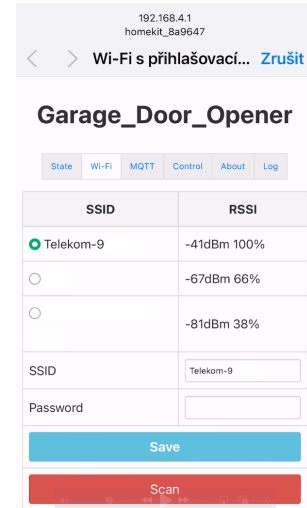 192.168.4.1
homekit_8a9647
Wi-Fi s přihlašovací... Zrušit
Garage_Door_Opener
State Wi-Fi MQTT Control About Log
SSID RSSI
Telekom-9 -41dBm 100%
-67dBm 66%
-81dBm 38%
SSID Telekom-9
Password
Save
Scan